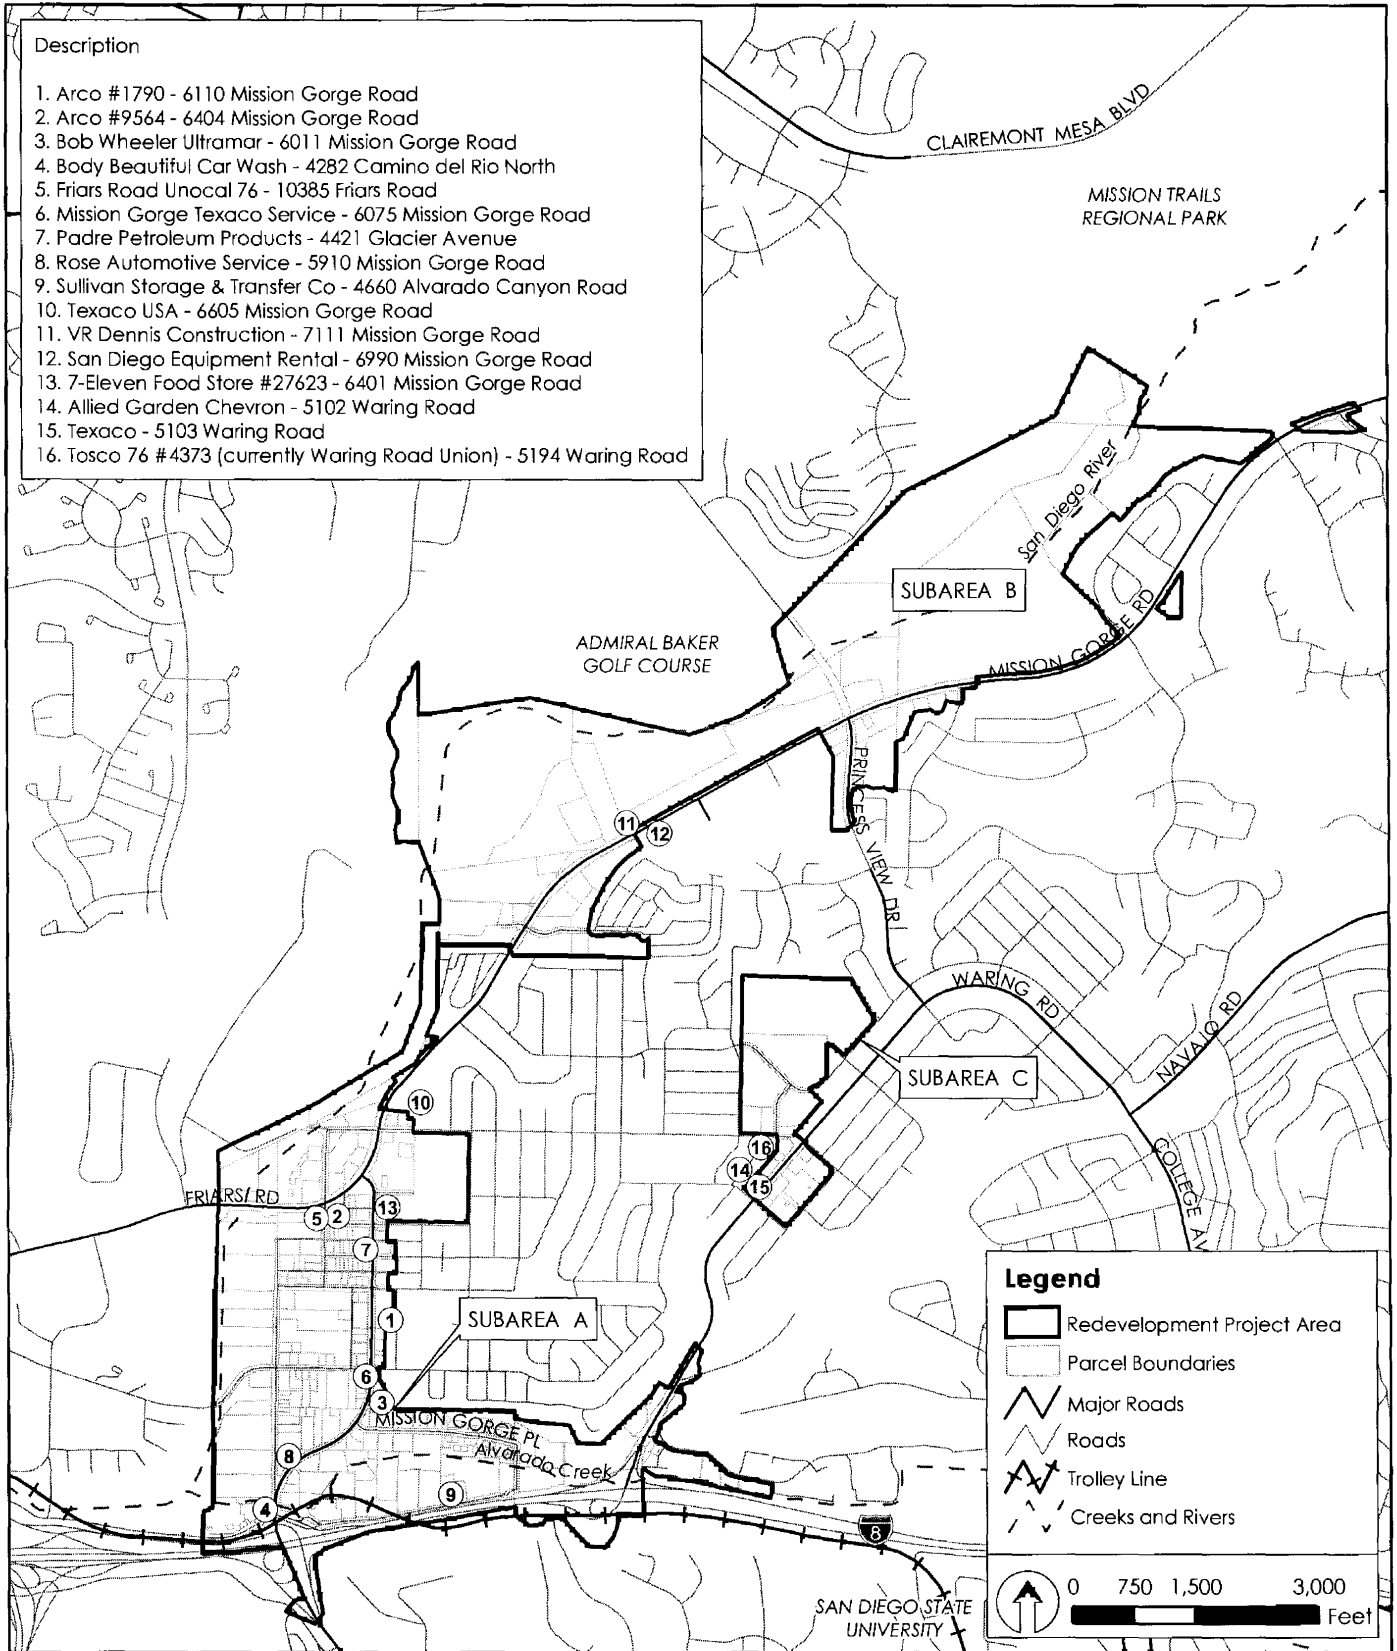 Description
1. Arco #1790 - 6110 Mission Gorge Road
2. Arco #9564 - 6404 Mission Gorge Road
3. Bob Wheeler Ultramar - 6011 Mission Gorge Road
4. Body Beautiful Car Wash - 4282 Camino del Rio North
5. Friars Road Unocal 76 - 10385 Friars Road
6. Mission Gorge Texaco Service - 6075 Mission Gorge Road
7. Padre Petroleum Products - 4421 Glacier Avenue
8. Rose Automotive Service - 5910 Mission Gorge Road
9. Sullivan Storage & Transfer Co - 4660 Alvarado Canyon Road
10. Texaco USA - 6605 Mission Gorge Road
11. VR Dennis Construction - 7111 Mission Gorge Road
12. San Diego Equipment Rental - 6990 Mission Gorge Road
13. 7-Eleven Food Store #27623 - 6401 Mission Gorge Road
14. Allied Garden Chevron - 5102 Waring Road
15. Texaco - 5103 Waring Road
16. Tosco 76 #4373 (currently Waring Road Union) - 5194 Waring Road
CLAIREMONT MESA BLVD
MISSION TRAILS
REGIONAL PARK
San Diego River
SUBAREA B
ADMIRAL BAKER
GOLF COURSE
MISSION GORGE RD
PRINCESS VIEW DR
11
12
WARING RD
NAVAJO RD
SUBAREA C
10
16
14
15
COLLEGE AV
FRIARS RD
5
2
13
7
1
SUBAREA A
6
3
MISSION GORGE PL
Alvarado Creek
8
9
4
8
SAN DIEGO STATE
UNIVERSITY
Legend
Redevelopment Project Area
Parcel Boundaries
Major Roads
Roads
Trolley Line
Creeks and Rivers
0 750 1,500 3,000
Feet